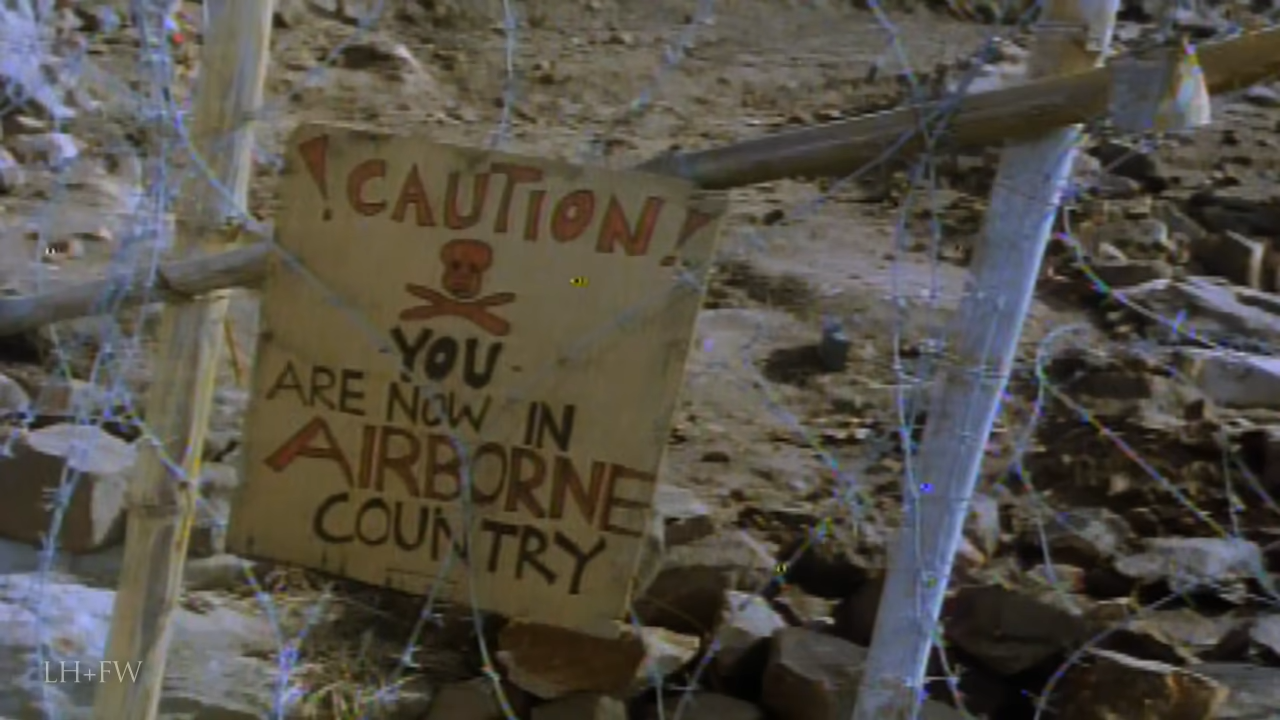 ! CAUTION !
YOU
ARE NOW IN
AIRBORNE
COUNTRY
LH+FW